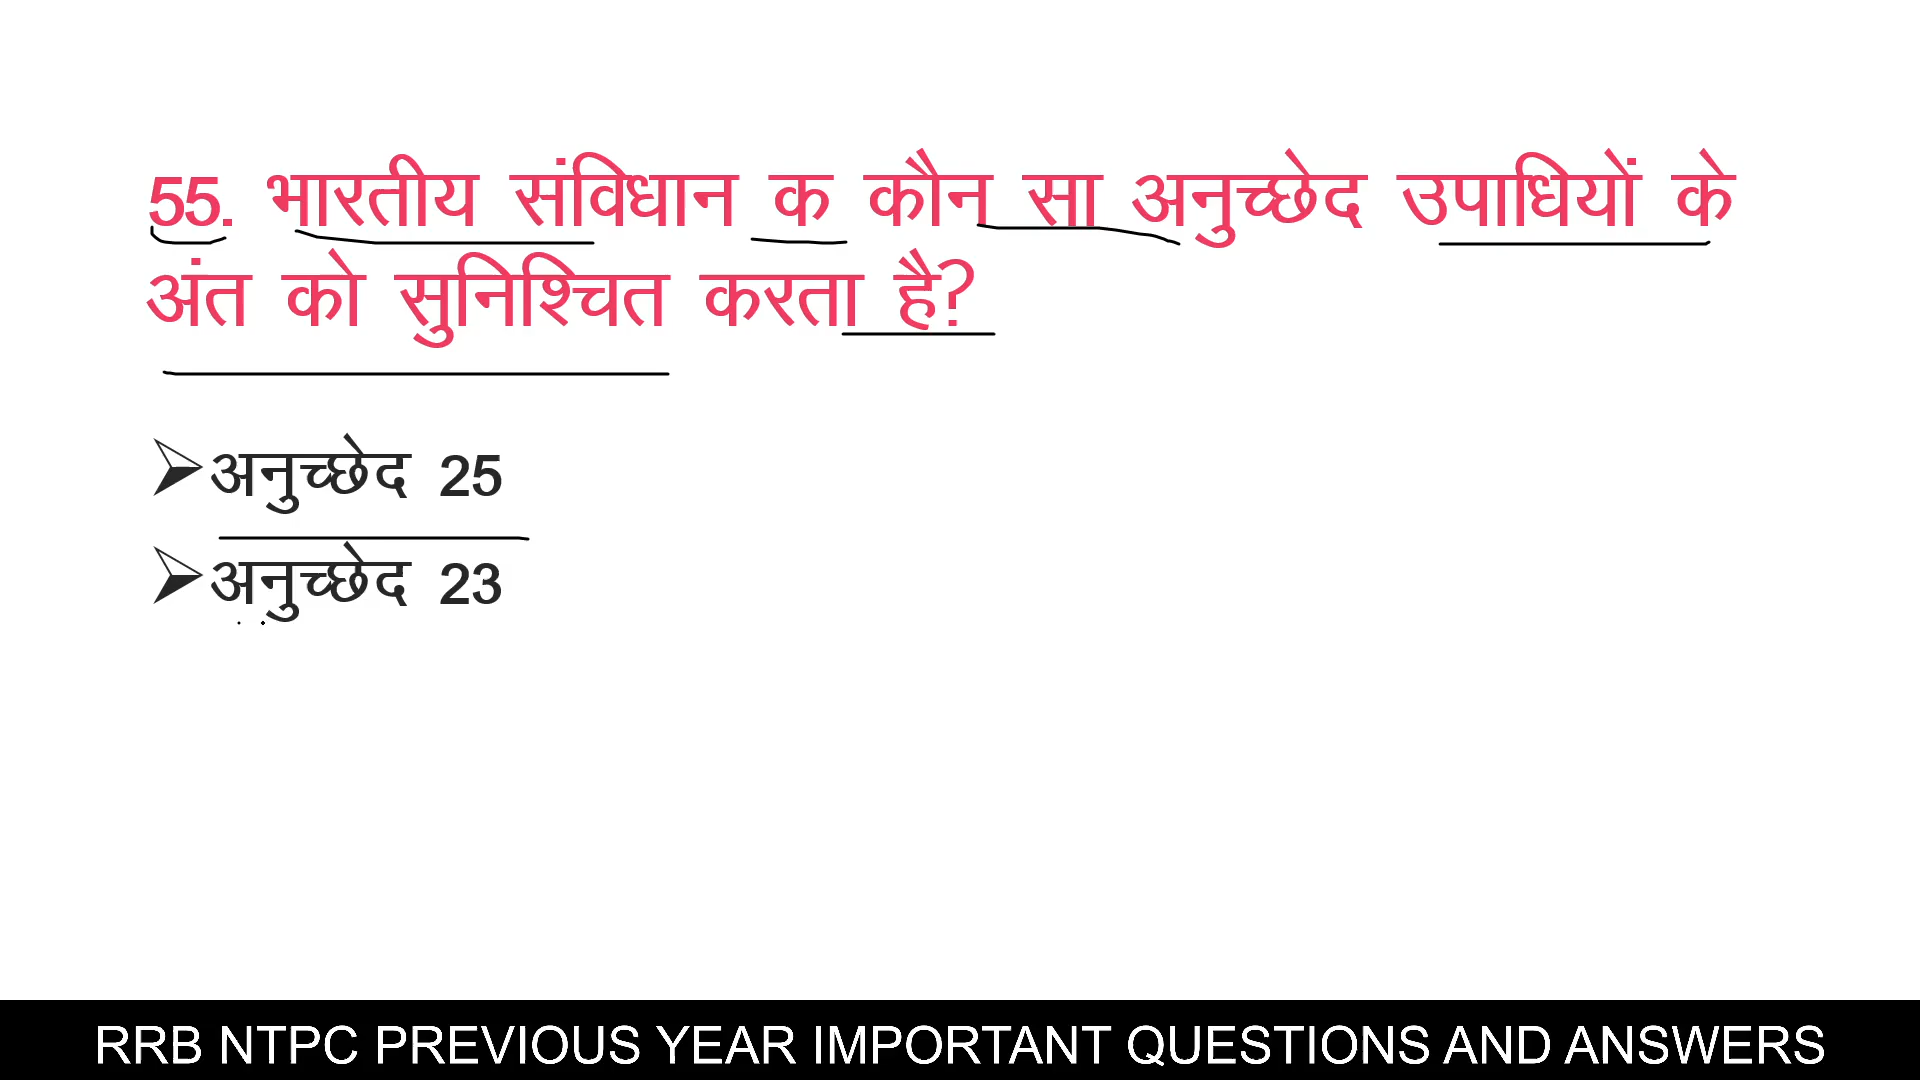 55. भारतीय संविधान क कौन सा अनुच्छेद उपाधियों के
अंत को सुनिश्चित करता है?
➢अनुच्छेद 25
➢अनुच्छेद 23
RRB NTPC PREVIOUS YEAR IMPORTANT QUESTIONS AND ANSWERS